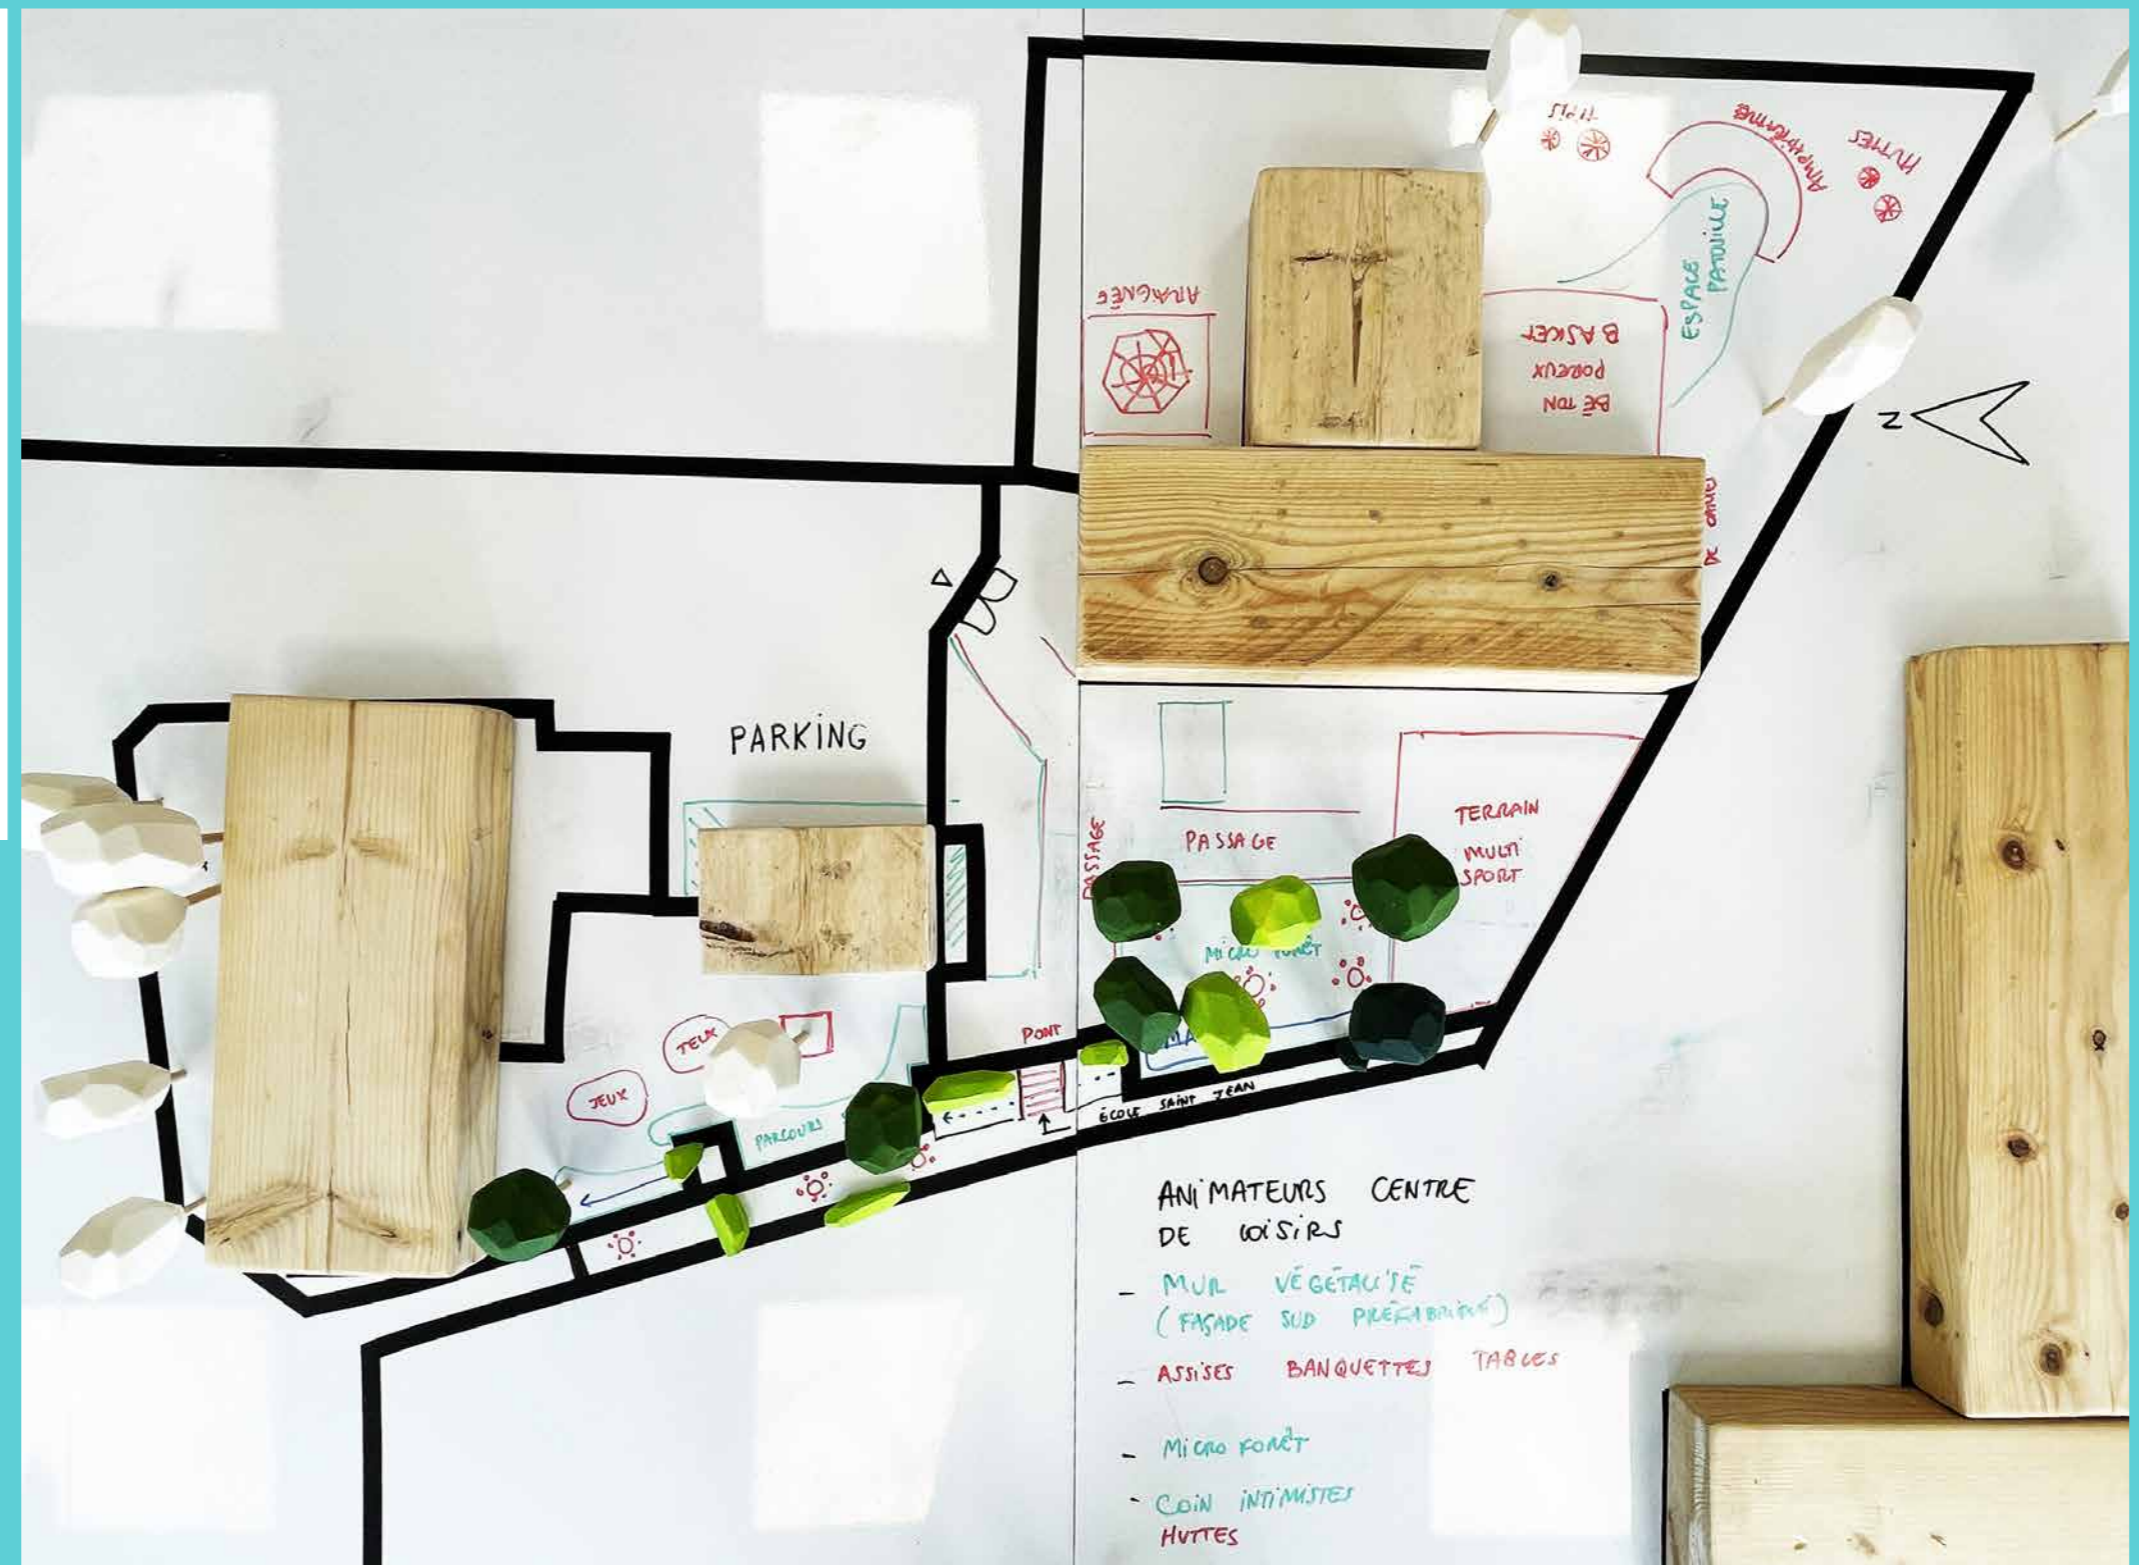 TIPIS
AMPHITHÉATRE
HUTTES
ESPACE
PATOUILLE
ARAIGNÉE
BÉTON
POREUX
BASKET
N
PARKING
PASSAGE
PASSAGE
TERRAIN
MULTI
SPORT
MICRO FORÊT
PONT
JEUX
JEUX
PARCOURS
ÉCOLE SAINT JEAN
ANIMATEURS CENTRE
DE LOISIRS
- MUR VÉGÉTALISÉ
(FAÇADE SUD PRÉFABRIQUÉ)
- ASSISES BANQUETTES TABLES
- MICRO FORÊT
- COIN INTIMISTES
HUTTES